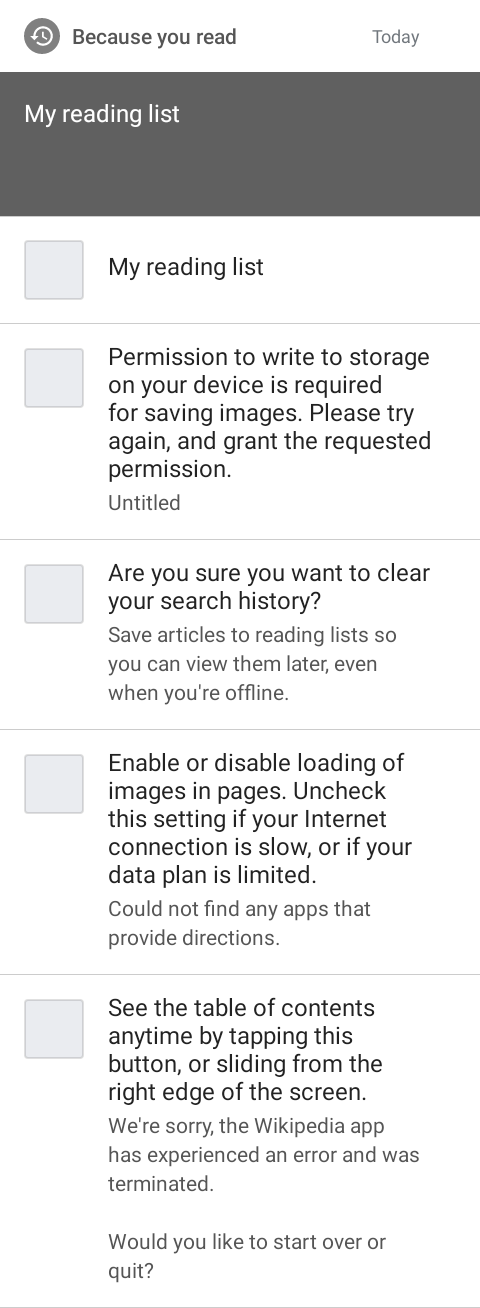 Because you read
Today
My reading list
My reading list
Permission to write to storage
on your device is required
for saving images. Please try
again, and grant the requested
permission.
Untitled
Are you sure you want to clear
your search history?
Save articles to reading lists so
you can view them later, even
when you're offline.
Enable or disable loading of
images in pages. Uncheck
this setting if your Internet
connection is slow, or if your
data plan is limited.
Could not find any apps that
provide directions.
See the table of contents
anytime by tapping this
button, or sliding from the
right edge of the screen.
We're sorry, the Wikipedia app
has experienced an error and was
terminated.
Would you like to start over or
quit?